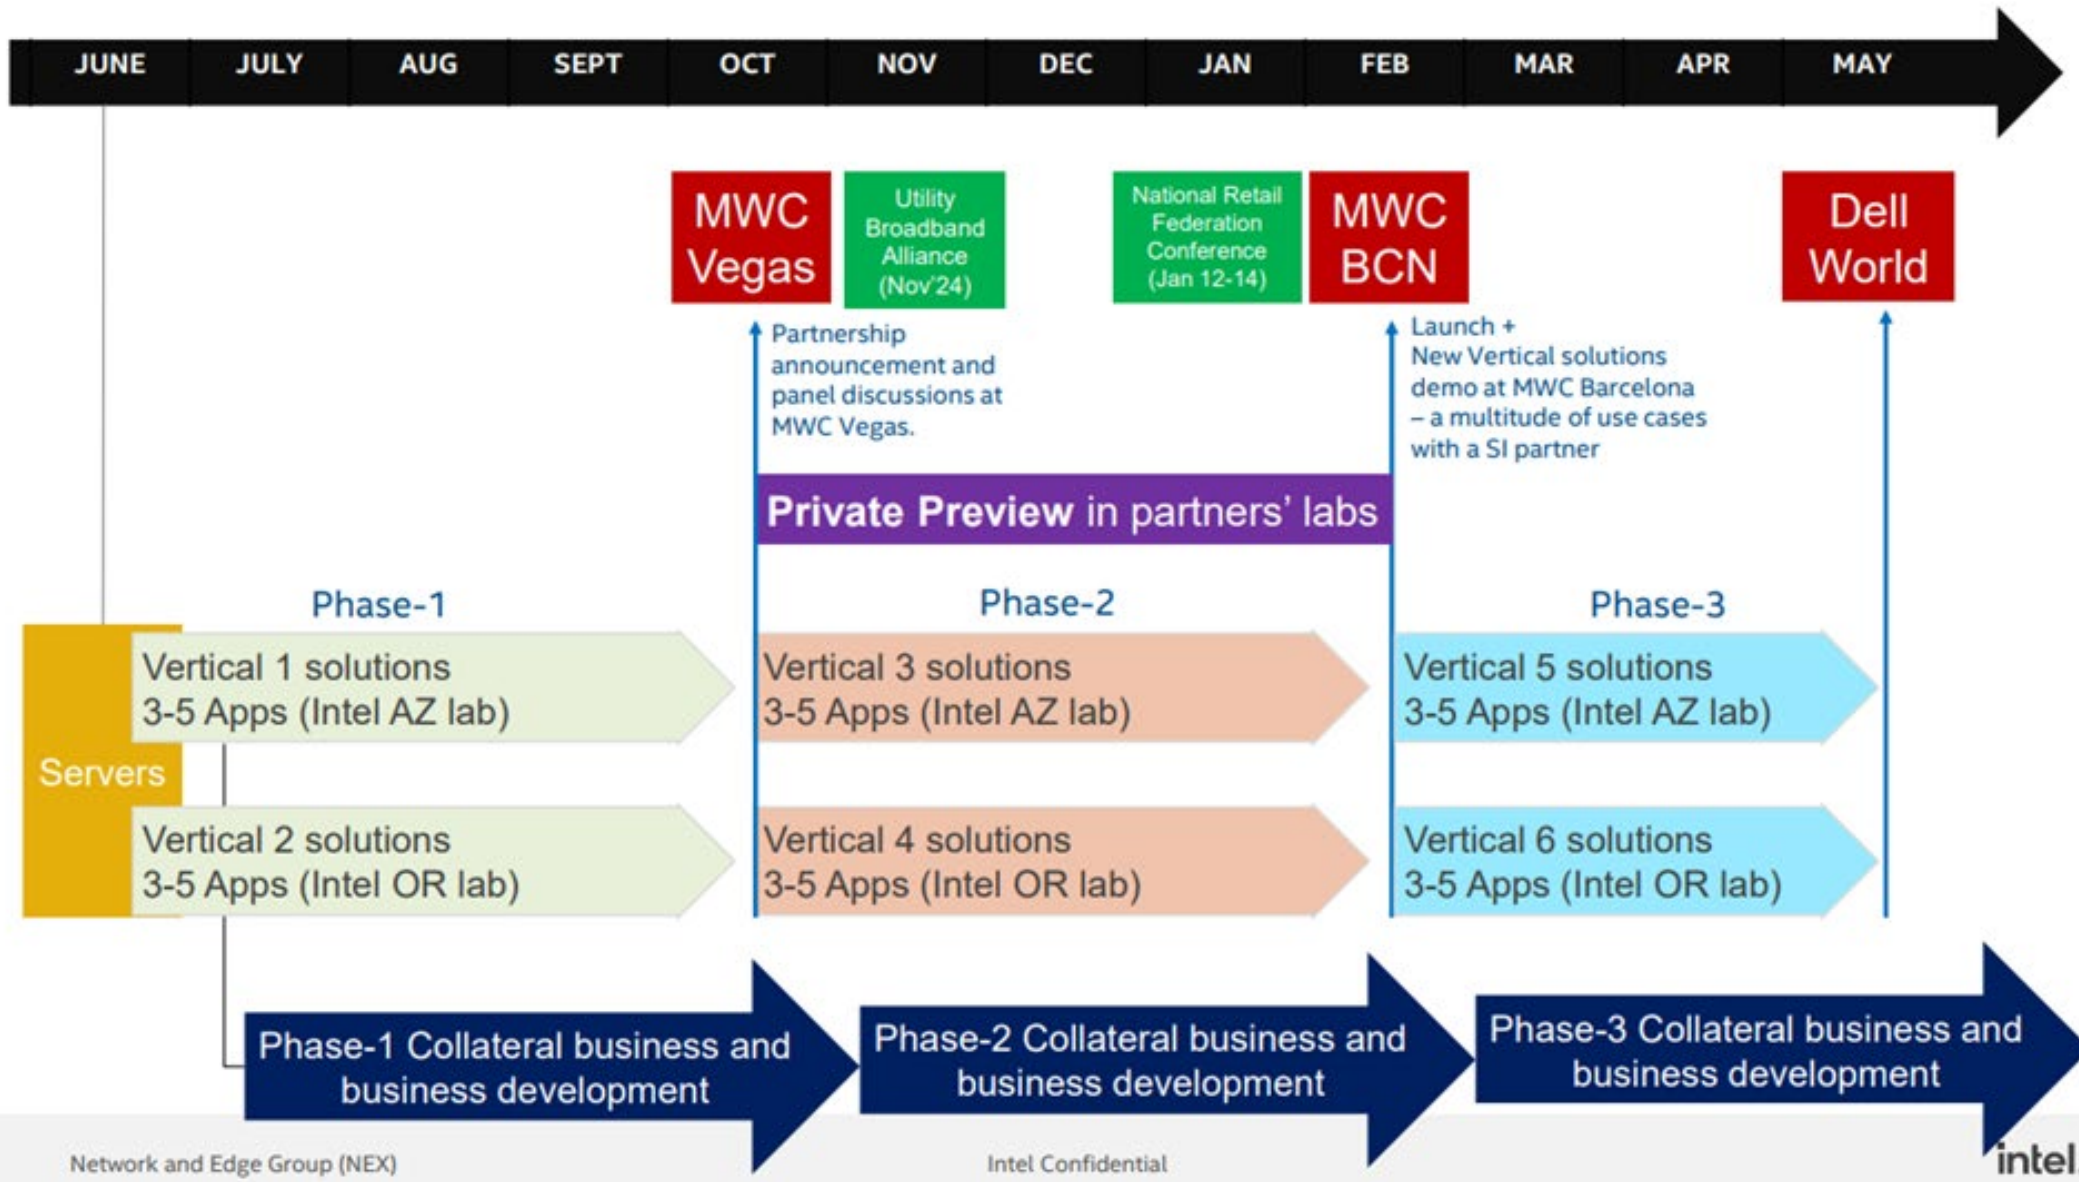 JUNE JULY AUG SEPT OCT NOV DEC JAN FEB MAR APR MAY
MWC
Vegas
Utility
Broadband
Alliance
(Nov'24)
National Retail
Federation
Conference
(Jan 12-14)
MWC
BCN
Dell
World
Partnership
announcement and
panel discussions at
MWC Vegas.
Launch +
New Vertical solutions
demo at MWC Barcelona
– a multitude of use cases
with a SI partner
Private Preview in partners' labs
Phase-1
Phase-2
Phase-3
Servers
Vertical 1 solutions
3-5 Apps (Intel AZ lab)
Vertical 3 solutions
3-5 Apps (Intel AZ lab)
Vertical 5 solutions
3-5 Apps (Intel AZ lab)
Vertical 2 solutions
3-5 Apps (Intel OR lab)
Vertical 4 solutions
3-5 Apps (Intel OR lab)
Vertical 6 solutions
3-5 Apps (Intel OR lab)
Phase-1 Collateral business and
business development
Phase-2 Collateral business and
business development
Phase-3 Collateral business and
business development
Network and Edge Group (NEX)
Intel Confidential
intel.